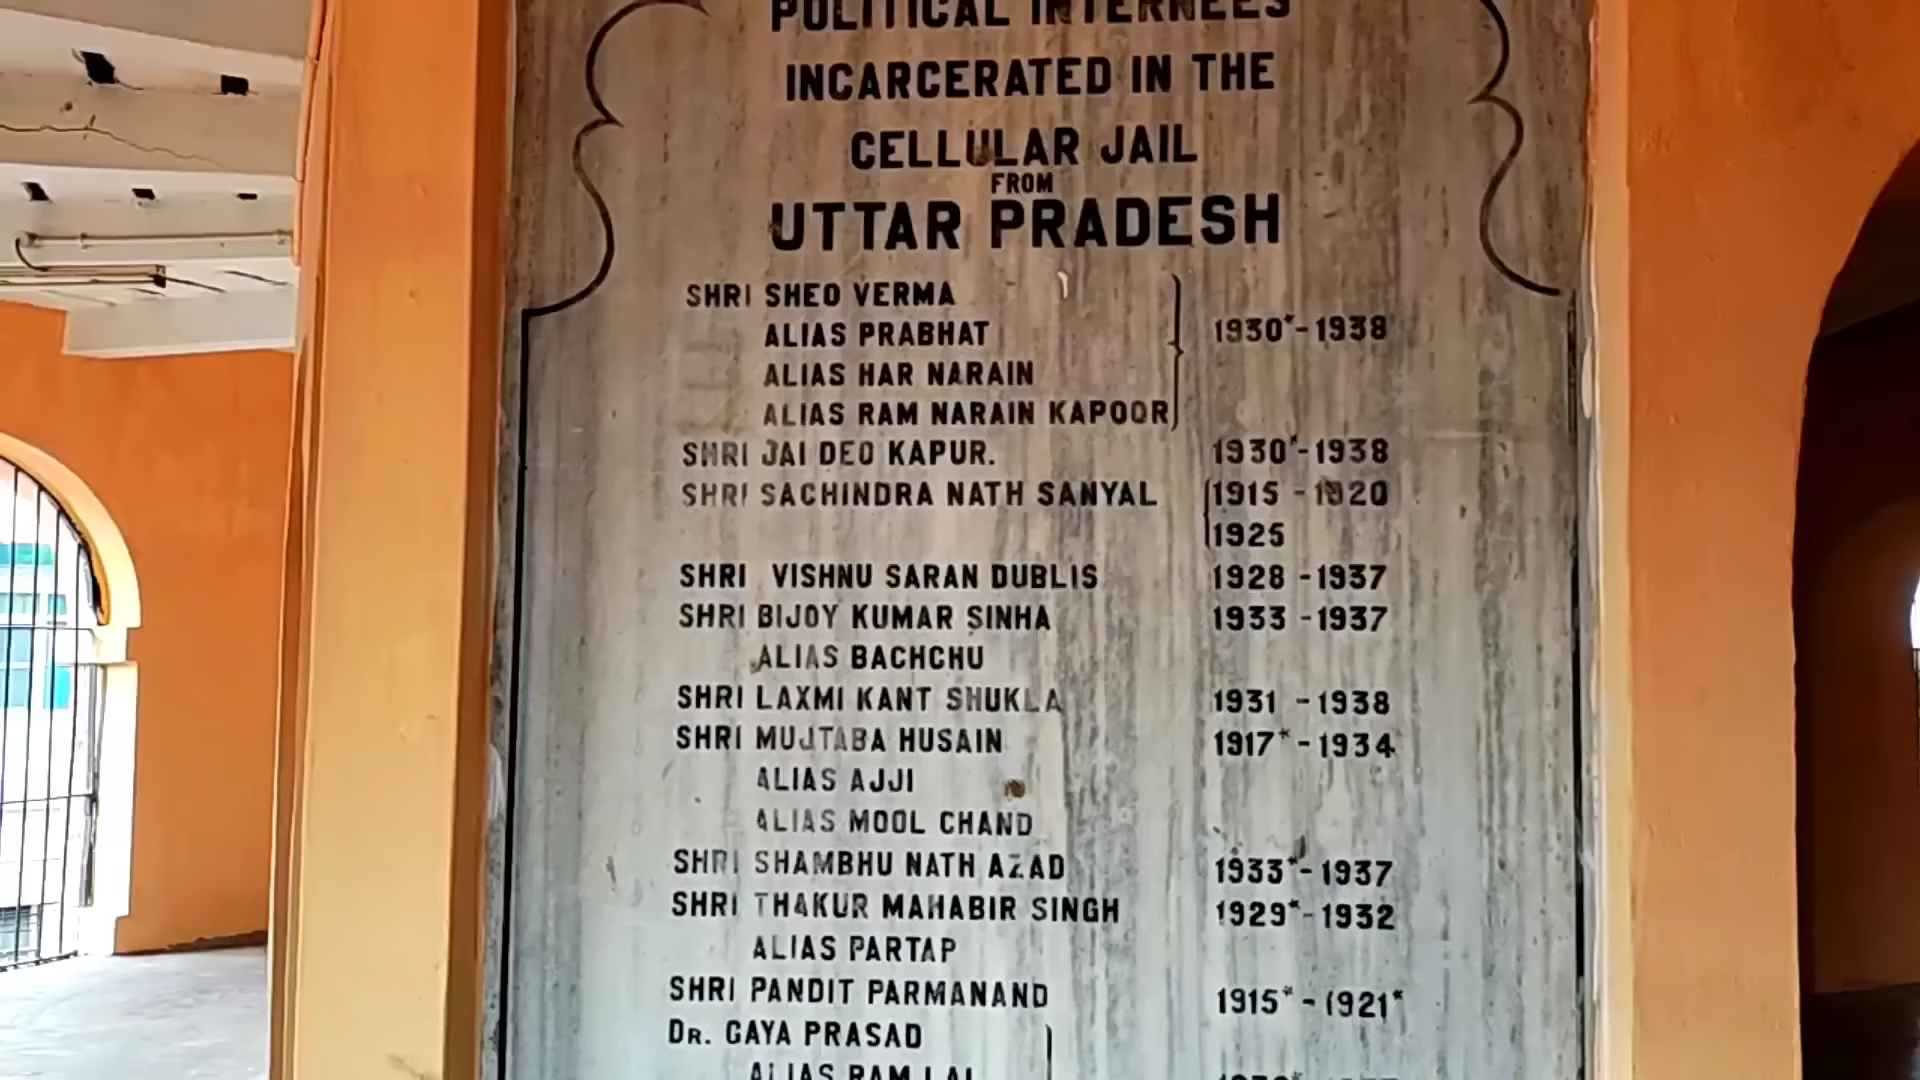 POLITICAL INTERNEES
INCARCERATED IN THE
CELLULAR JAIL
FROM
UTTAR PRADESH
SHRI SHEO VERMA
ALIAS PRABHAT 1930*-1938
ALIAS HAR NARAIN
ALIAS RAM NARAIN KAPOOR
SHRI JAI DEO KAPUR. 1930*-1938
SHRI SACHINDRA NATH SANYAL 1915 - 1920
1925
SHRI VISHNU SARAN DUBLIS 1928 - 1937
SHRI BIJOY KUMAR SINHA 1933 - 1937
ALIAS BACHCHU
SHRI LAXMI KANT SHUKLA 1931 - 1938
SHRI MUJTABA HUSAIN 1917* - 1934
ALIAS AJJI
ALIAS MOOL CHAND
SHRI SHAMBHU NATH AZAD 1933*- 1937
SHRI THAKUR MAHABIR SINGH 1929*- 1932
ALIAS PARTAP
SHRI PANDIT PARMANAND 1915* - 1921*
DR. GAYA PRASAD
ALIAS RAM LAL